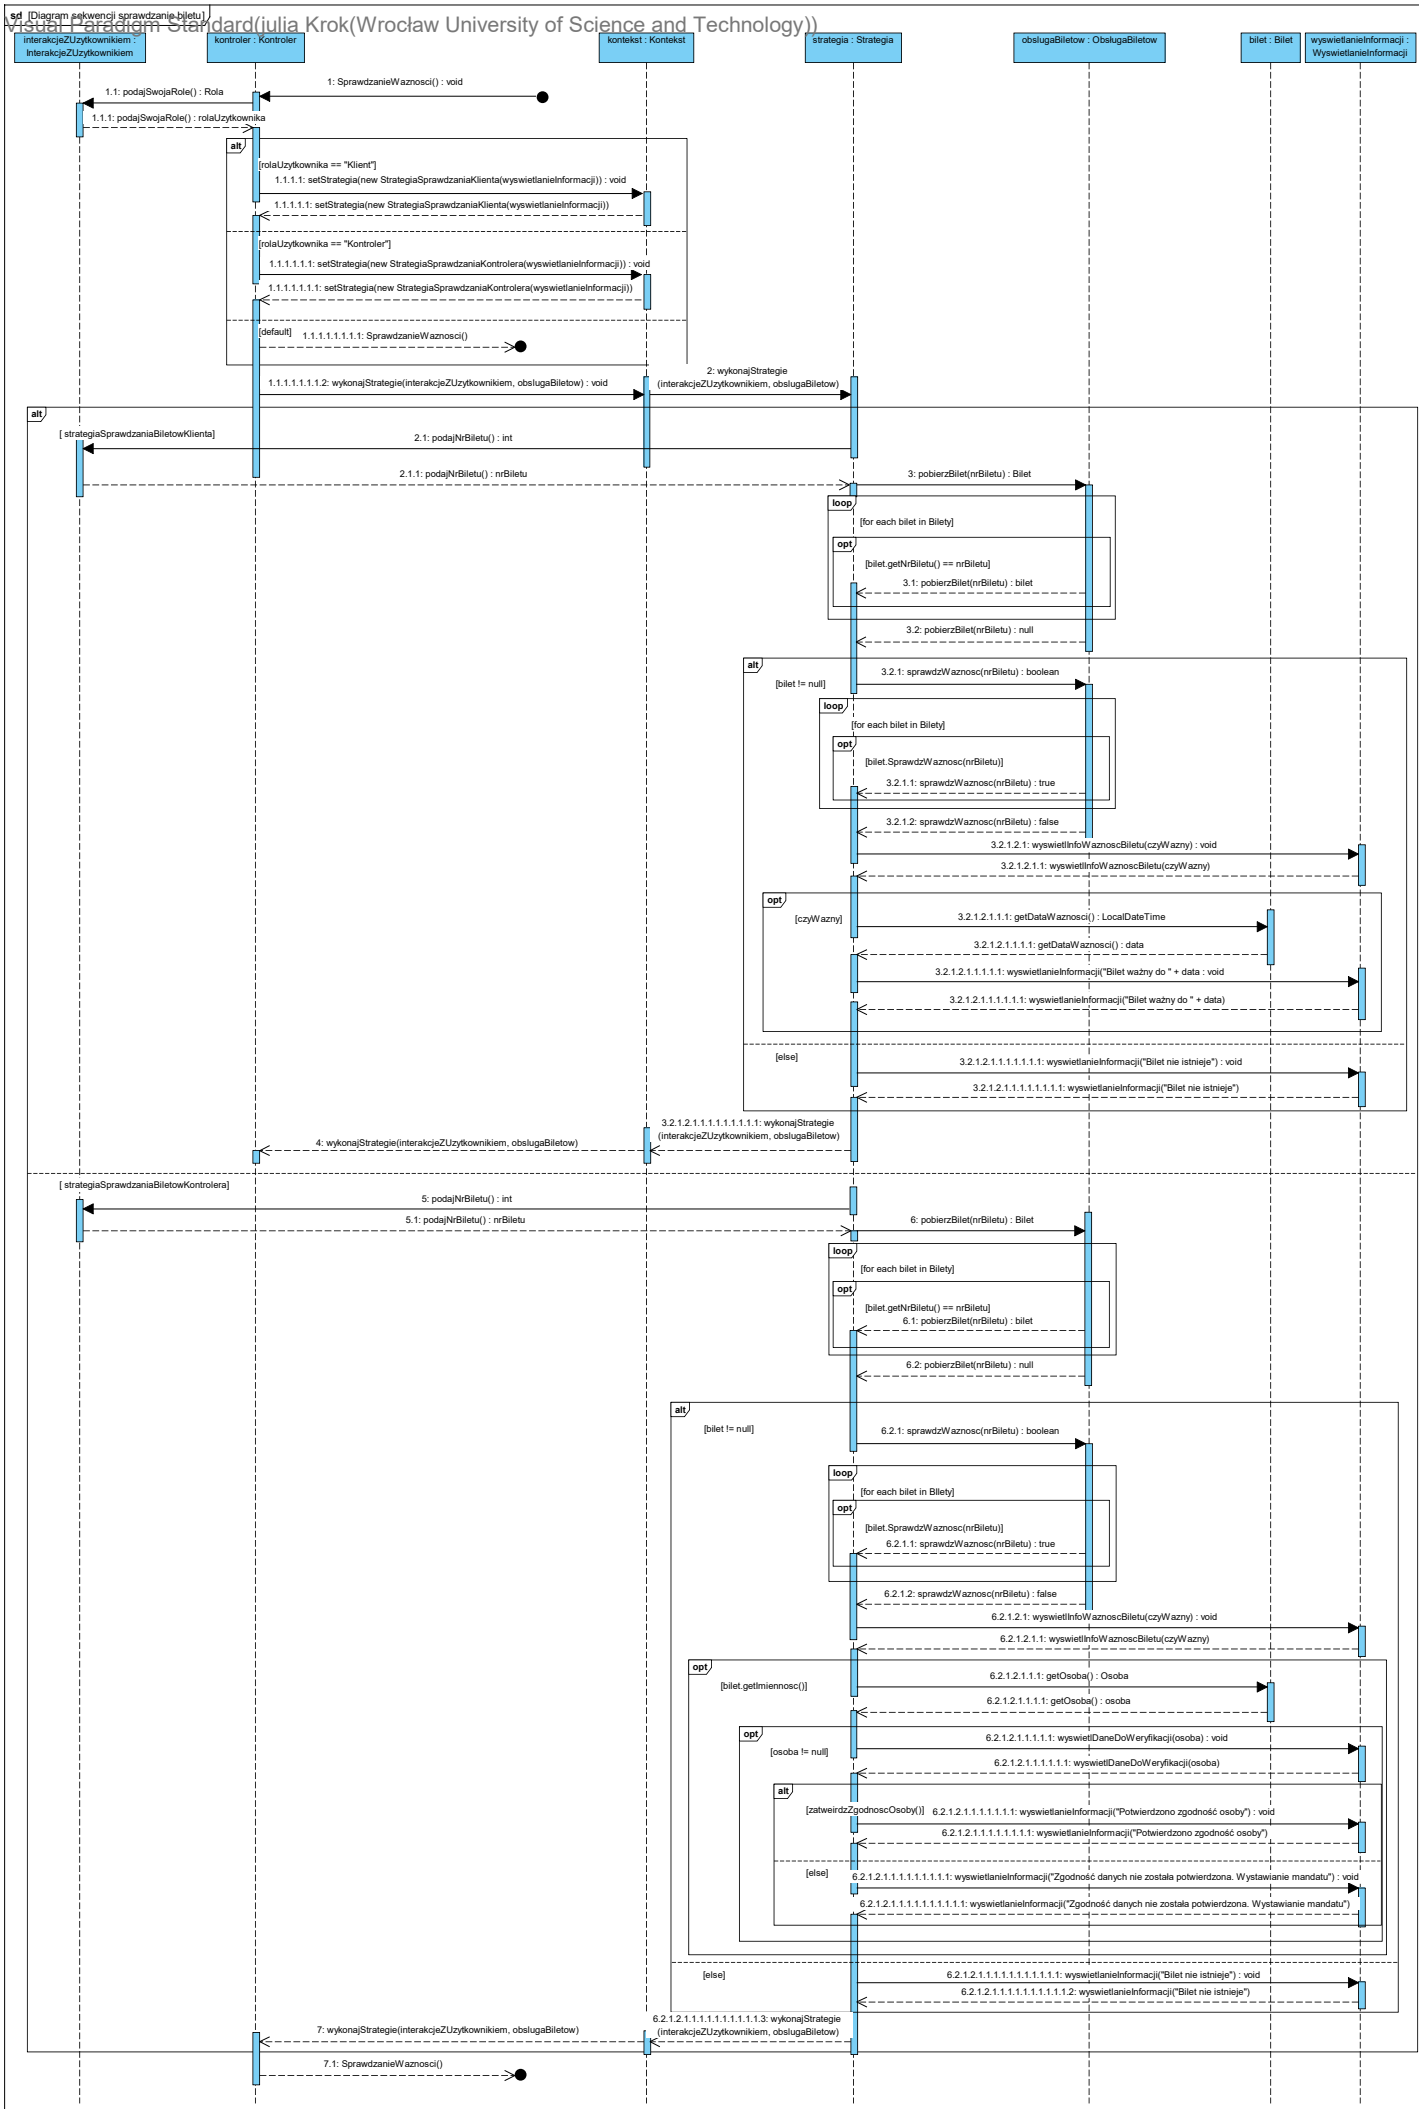 sd [Diagram sekwencji sprawdzanie biletu]
Visual Paradigm Standard(julia Krok(Wrocław University of Science and Technology))
interakcjeZUzytkownikiem :
InterakcjeZUzytkownikiem
kontroler : Kontroler
kontekst : Kontekst
strategia : Strategia
obslugaBiletow : ObsługaBiletow
bilet : Bilet
wyswietlanieInformacji :
WyswietlanieInformacji
1: SprawdzanieWaznosci() : void
1.1: podajSwojaRole() : Rola
1.1.1: podajSwojaRole() : rolaUzytkownika
alt
[rolaUzytkownika == "Klient"]
1.1.1.1: setStrategia(new StrategiaSprawdzaniaKlienta(wyswietlanieInformacji)) : void
1.1.1.1.1: setStrategia(new StrategiaSprawdzaniaKlienta(wyswietlanieInformacji))
[rolaUzytkownika == "Kontroler"]
1.1.1.1.1.1: setStrategia(new StrategiaSprawdzaniaKontrolera(wyswietlanieInformacji)) : void
1.1.1.1.1.1.1: setStrategia(new StrategiaSprawdzaniaKontrolera(wyswietlanieInformacji))
[default]
1.1.1.1.1.1.1.1: SprawdzanieWaznosci()
2: wykonajStrategie
(interakcjeZUzytkownikiem, obslugaBiletow)
1.1.1.1.1.1.1.2: wykonajStrategie(interakcjeZUzytkownikiem, obslugaBiletow) : void
alt
[ strategiaSprawdzaniaBiletowKlienta]
2.1: podajNrBiletu() : int
2.1.1: podajNrBiletu() : nrBiletu
3: pobierzBilet(nrBiletu) : Bilet
loop
[for each bilet in Bilety]
opt
[bilet.getNrBiletu() == nrBiletu]
3.1: pobierzBilet(nrBiletu) : bilet
3.2: pobierzBilet(nrBiletu) : null
alt
[bilet != null]
3.2.1: sprawdzWaznosc(nrBiletu) : boolean
loop
[for each bilet in Bilety]
opt
[bilet.SprawdzWaznosc(nrBiletu)]
3.2.1.1: sprawdzWaznosc(nrBiletu) : true
3.2.1.2: sprawdzWaznosc(nrBiletu) : false
3.2.1.2.1: wyswietlInfoWaznoscBiletu(czyWazny) : void
3.2.1.2.1.1: wyswietlInfoWaznoscBiletu(czyWazny)
opt
[czyWazny]
3.2.1.2.1.1.1: getDataWaznosci() : LocalDateTime
3.2.1.2.1.1.1.1: getDataWaznosci() : data
3.2.1.2.1.1.1.1.1: wyswietlanieInformacji("Bilet ważny do " + data : void
3.2.1.2.1.1.1.1.1.1: wyswietlanieInformacji("Bilet ważny do " + data)
[else]
3.2.1.2.1.1.1.1.1.1.1: wyswietlanieInformacji("Bilet nie istnieje") : void
3.2.1.2.1.1.1.1.1.1.1.1: wyswietlanieInformacji("Bilet nie istnieje")
3.2.1.2.1.1.1.1.1.1.1.1.1: wykonajStrategie
(interakcjeZUzytkownikiem, obslugaBiletow)
4: wykonajStrategie(interakcjeZUzytkownikiem, obslugaBiletow)
[ strategiaSprawdzaniaBiletowKontrolera]
5: podajNrBiletu() : int
5.1: podajNrBiletu() : nrBiletu
6: pobierzBilet(nrBiletu) : Bilet
loop
[for each bilet in Bilety]
opt
[bilet.getNrBiletu() == nrBiletu]
6.1: pobierzBilet(nrBiletu) : bilet
6.2: pobierzBilet(nrBiletu) : null
alt
[bilet != null]
6.2.1: sprawdzWaznosc(nrBiletu) : boolean
loop
[for each bilet in BIlety]
opt
[bilet.SprawdzWaznosc(nrBiletu)]
6.2.1.1: sprawdzWaznosc(nrBiletu) : true
6.2.1.2: sprawdzWaznosc(nrBiletu) : false
6.2.1.2.1: wyswietlInfoWaznoscBiletu(czyWazny) : void
6.2.1.2.1.1: wyswietlInfoWaznoscBiletu(czyWazny)
opt
[bilet.getImiennosc()]
6.2.1.2.1.1.1: getOsoba() : Osoba
6.2.1.2.1.1.1.1: getOsoba() : osoba
opt
[osoba != null]
6.2.1.2.1.1.1.1.1: wyswietlDaneDoWeryfikacji(osoba) : void
6.2.1.2.1.1.1.1.1.1: wyswietlDaneDoWeryfikacji(osoba)
alt
[zatweirdzZgodnoscOsoby()]
6.2.1.2.1.1.1.1.1.1.1: wyswietlanieInformacji("Potwierdzono zgodność osoby") : void
6.2.1.2.1.1.1.1.1.1.1.1: wyswietlanieInformacji("Potwierdzono zgodność osoby")
[else]
6.2.1.2.1.1.1.1.1.1.1.1.1: wyswietlanieInformacji("Zgodność danych nie została potwierdzona. Wystawianie mandatu") : void
6.2.1.2.1.1.1.1.1.1.1.1.1.1: wyswietlanieInformacji("Zgodność danych nie została potwierdzona. Wystawianie mandatu")
[else]
6.2.1.2.1.1.1.1.1.1.1.1.1.1.1: wyswietlanieInformacji("Bilet nie istnieje") : void
6.2.1.2.1.1.1.1.1.1.1.1.1.1.2: wyswietlanieInformacji("Bilet nie istnieje")
6.2.1.2.1.1.1.1.1.1.1.1.1.1.3: wykonajStrategie
(interakcjeZUzytkownikiem, obslugaBiletow)
7: wykonajStrategie(interakcjeZUzytkownikiem, obslugaBiletow)
7.1: SprawdzanieWaznosci()